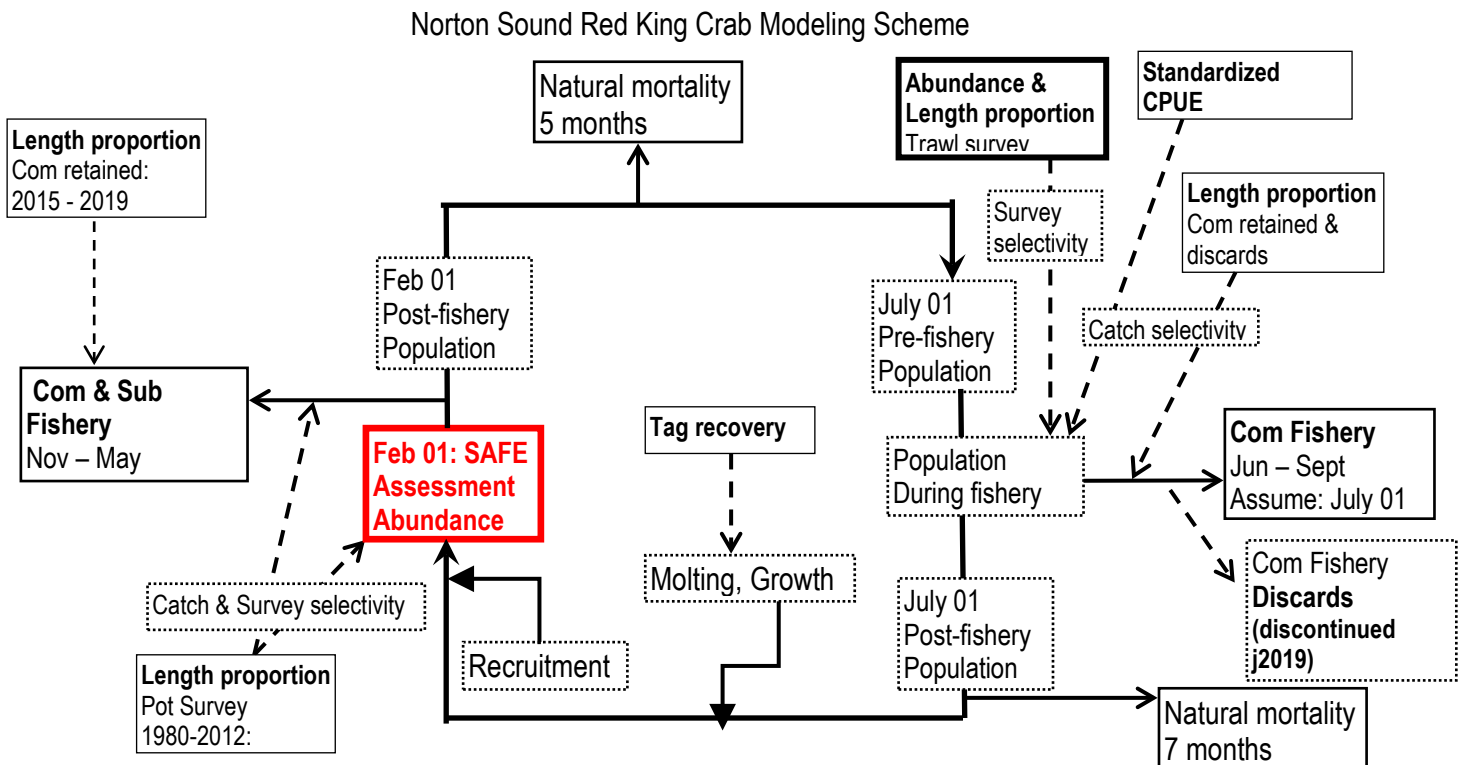 Norton Sound Red King Crab Modeling Scheme
Natural mortality
5 months
Abundance &
Length proportion
Trawl survey
Standardized
CPUE
Length proportion
Com retained:
2015 - 2019
Survey
selectivity
Length proportion
Com retained &
discards
Feb 01
Post-fishery
Population
July 01
Pre-fishery
Population
Catch selectivity
Com & Sub
Fishery
Nov – May
Feb 01: SAFE
Assessment
Abundance
Tag recovery
Population
During fishery
Com Fishery
Jun – Sept
Assume: July 01
Catch & Survey selectivity
Molting, Growth
July 01
Post-fishery
Population
Com Fishery
Discards
(discontinued
j2019)
Length proportion
Pot Survey
1980-2012:
Recruitment
Natural mortality
7 months